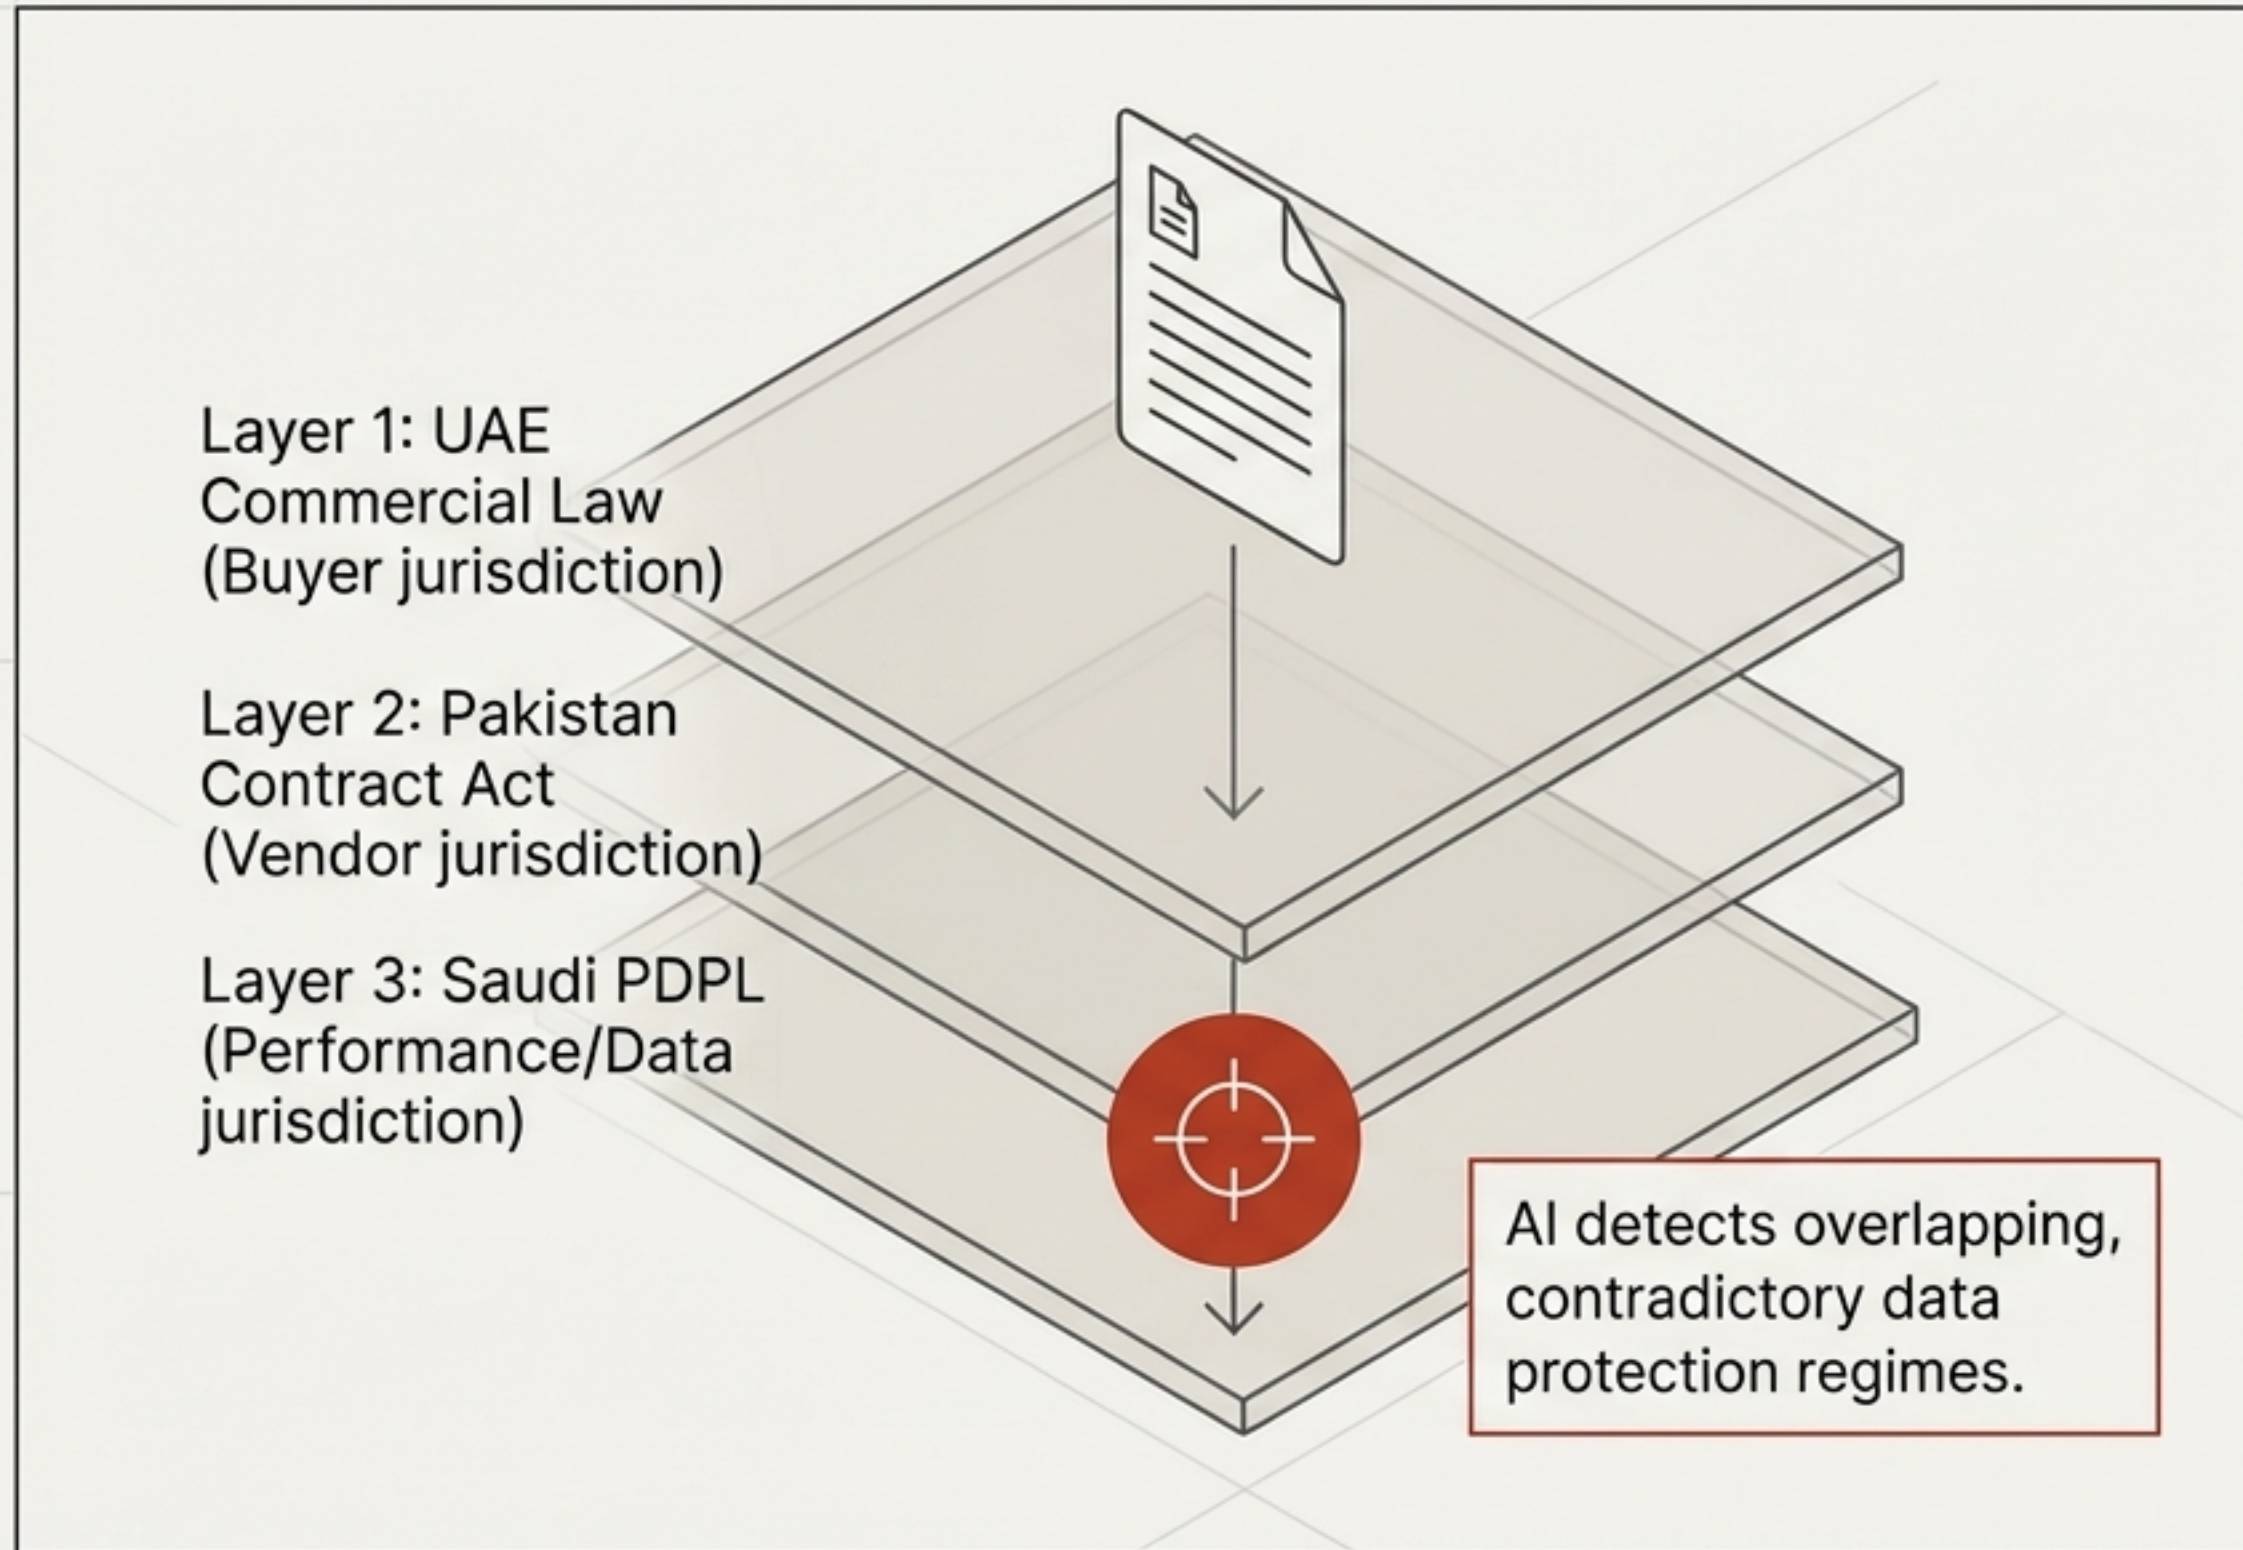 Layer 1: UAE
Commercial Law
(Buyer jurisdiction)
Layer 2: Pakistan
Contract Act
(Vendor jurisdiction)
Layer 3: Saudi PDPL
(Performance/Data
jurisdiction)
AI detects overlapping,
contradictory data
protection regimes.